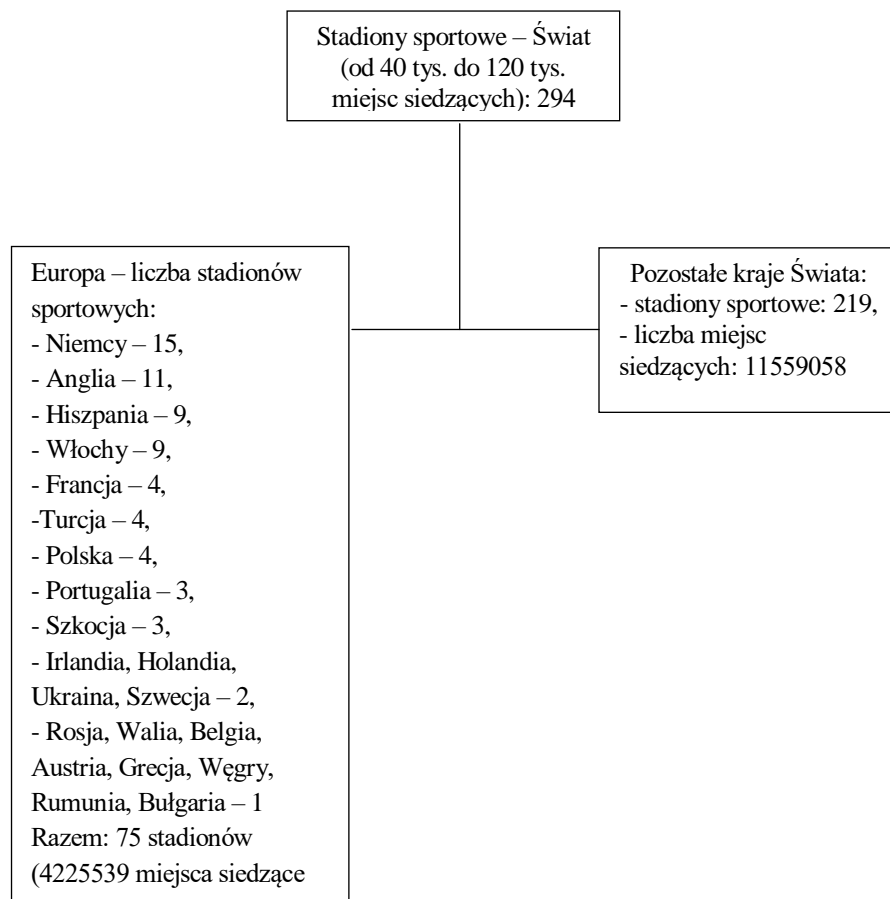 Stadiony sportowe – Świat
(od 40 tys. do 120 tys.
miejsc siedzących): 294
Europa – liczba stadionów
sportowych:
- Niemcy – 15,
- Anglia – 11,
- Hiszpania – 9,
- Włochy – 9,
- Francja – 4,
-Turcja – 4,
- Polska – 4,
- Portugalia – 3,
- Szkocja – 3,
- Irlandia, Holandia,
Ukraina, Szwecja – 2,
- Rosja, Walia, Belgia,
Austria, Grecja, Węgry,
Rumunia, Bułgaria – 1
Razem: 75 stadionów
(4225539 miejsca siedzące
Pozostałe kraje Świata:
- stadiony sportowe: 219,
- liczba miejsc
siedzących: 11559058